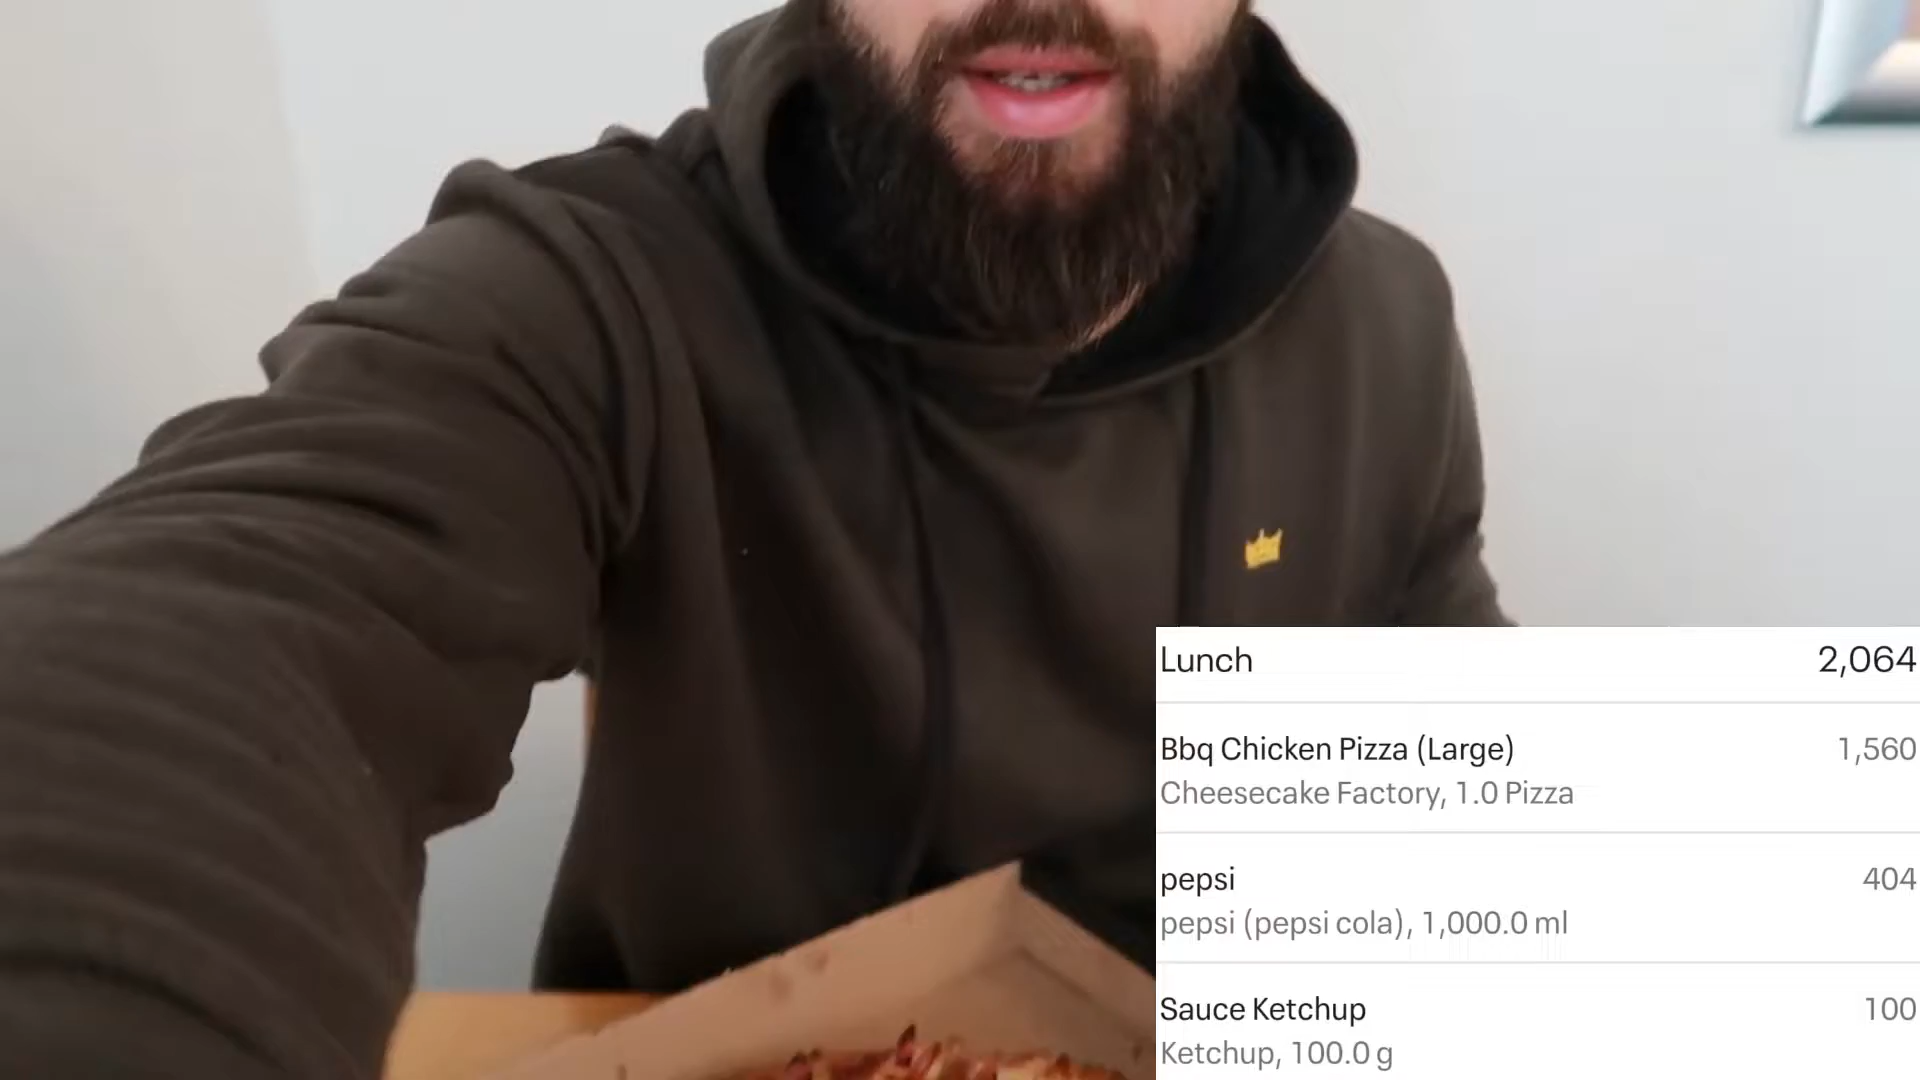 Lunch 2,064
Bbq Chicken Pizza (Large) 1,560
Cheesecake Factory, 1.0 Pizza
pepsi 404
pepsi (pepsi cola), 1,000.0 ml
Sauce Ketchup 100
Ketchup, 100.0 g